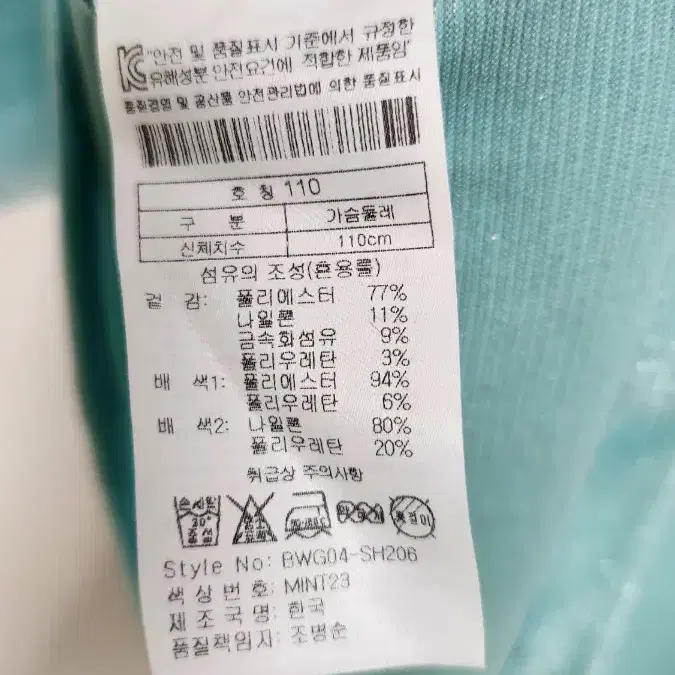 "안전 및 품질표시 기준에서 규정한
유해성분 안전요건에 적합한 제품임"
품질경영 및 공산품 안전관리법에 의한 품질표시
호 칭 110
구 분 가슴둘레
신체치수 110cm
섬유의 조성(혼용률)
겉 감: 폴리에스터 77%
나일론 11%
금속화섬유 9%
폴리우레탄 3%
배 색1: 폴리에스터 94%
폴리우레탄 6%
배 색2: 나일론 80%
폴리우레탄 20%
취급상 주의사항
손세탁
30°
중성
옷걸이
Style No: BWG04-SH206
색 상 번 호: MINT23
제 조 국 명: 한국
품질책임자: 조명순